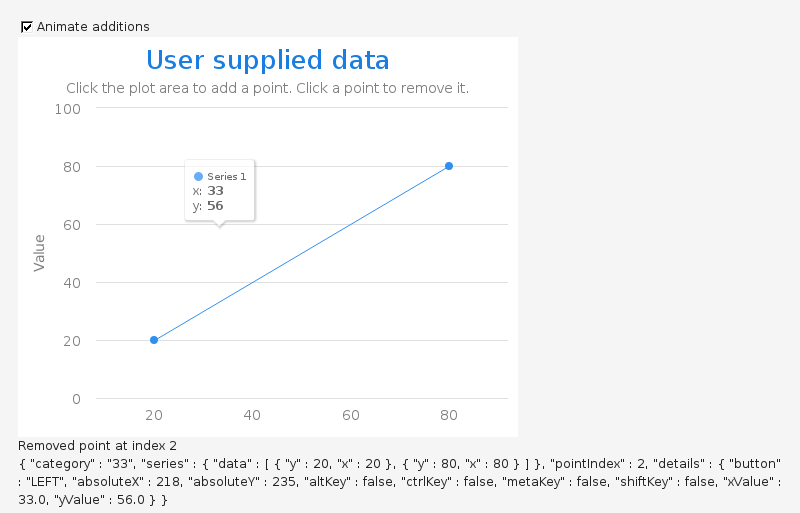 Animate additions
User supplied data
Click the plot area to add a point. Click a point to remove it.
100
80
60
40
20
0
Value
Series 1
x: 33
y: 56
20 40 60 80
Removed point at index 2
{ "category" : "33", "series" : { "data" : [ { "y" : 20, "x" : 20 }, { "y" : 80, "x" : 80 } ] }, "pointIndex" : 2, "details" : { "button"
: "LEFT", "absoluteX" : 218, "absoluteY" : 235, "altKey" : false, "ctrlKey" : false, "metaKey" : false, "shiftKey" : false, "xValue" :
33.0, "yValue" : 56.0 } }